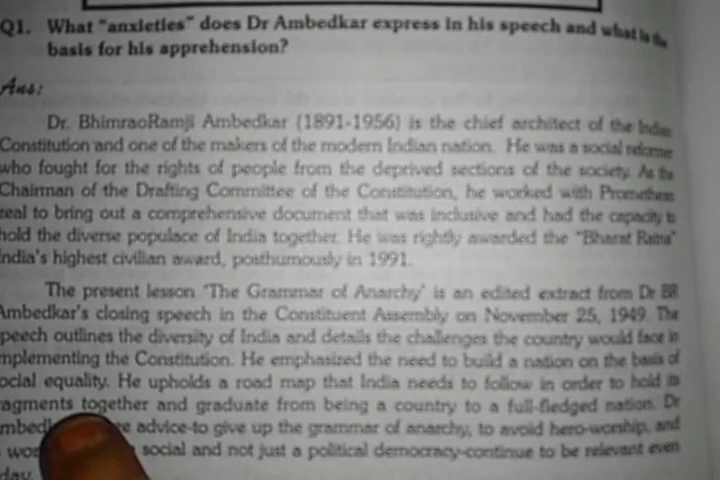 Q1. What "anxieties" does Dr Ambedkar express in his speech and what is the
basis for his apprehension?
Ans:
Dr. BhimraoRamji Ambedkar (1891-1956) is the chief architect of the
Constitution and one of the makers of the modern Indian nation. He was a social
who fought for the rights of people from the deprived sections of the society. As the
Chairman of the Drafting Committee of the Constitution, he worked with
zeal to bring out a comprehensive document that was inclusive and had the capacity
hold the diverse populace of India together. He was rightly awarded the "Bharat Ratna"
India's highest civilian award, posthumously in 1991.
The present lesson 'The Grammar of Anarchy' is an edited extract from Dr BR
Ambedkar's closing speech in the Constituent Assembly on November 25, 1949. The
speech outlines the diversity of India and details the challenges the country would face in
mplementing the Constitution. He emphasized the need to build a nation on the basis of
ocial equality. He upholds a road map that India needs to follow in order to hold its
ragments together and graduate from being a country to a full-fledged nation. Dr
advice-to give up the grammar of anarchy, to avoid hero-worship, and
social and not just a political democracy-continue to be relevant even
day.